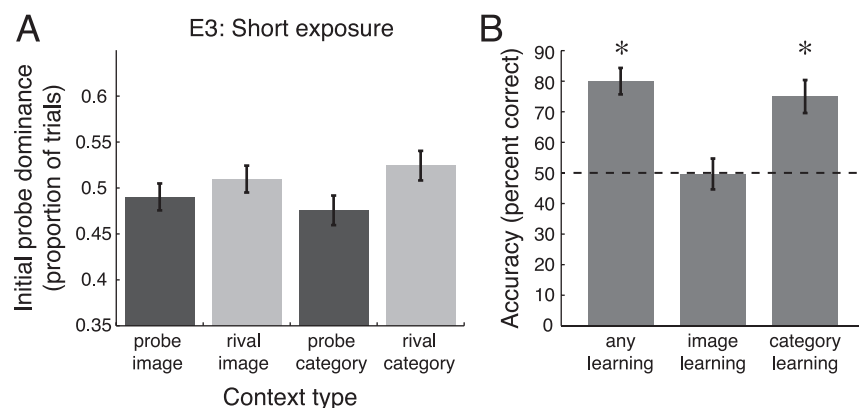 A
E3: Short exposure
Initial probe dominance
(proportion of trials)
0.6
0.55
0.5
0.45
0.4
0.35
probe
image
rival
image
probe
category
rival
category
Context type
B
Accuracy (percent correct)
90
80
70
60
50
40
30
20
10
0
*
*
any
learning
image
learning
category
learning